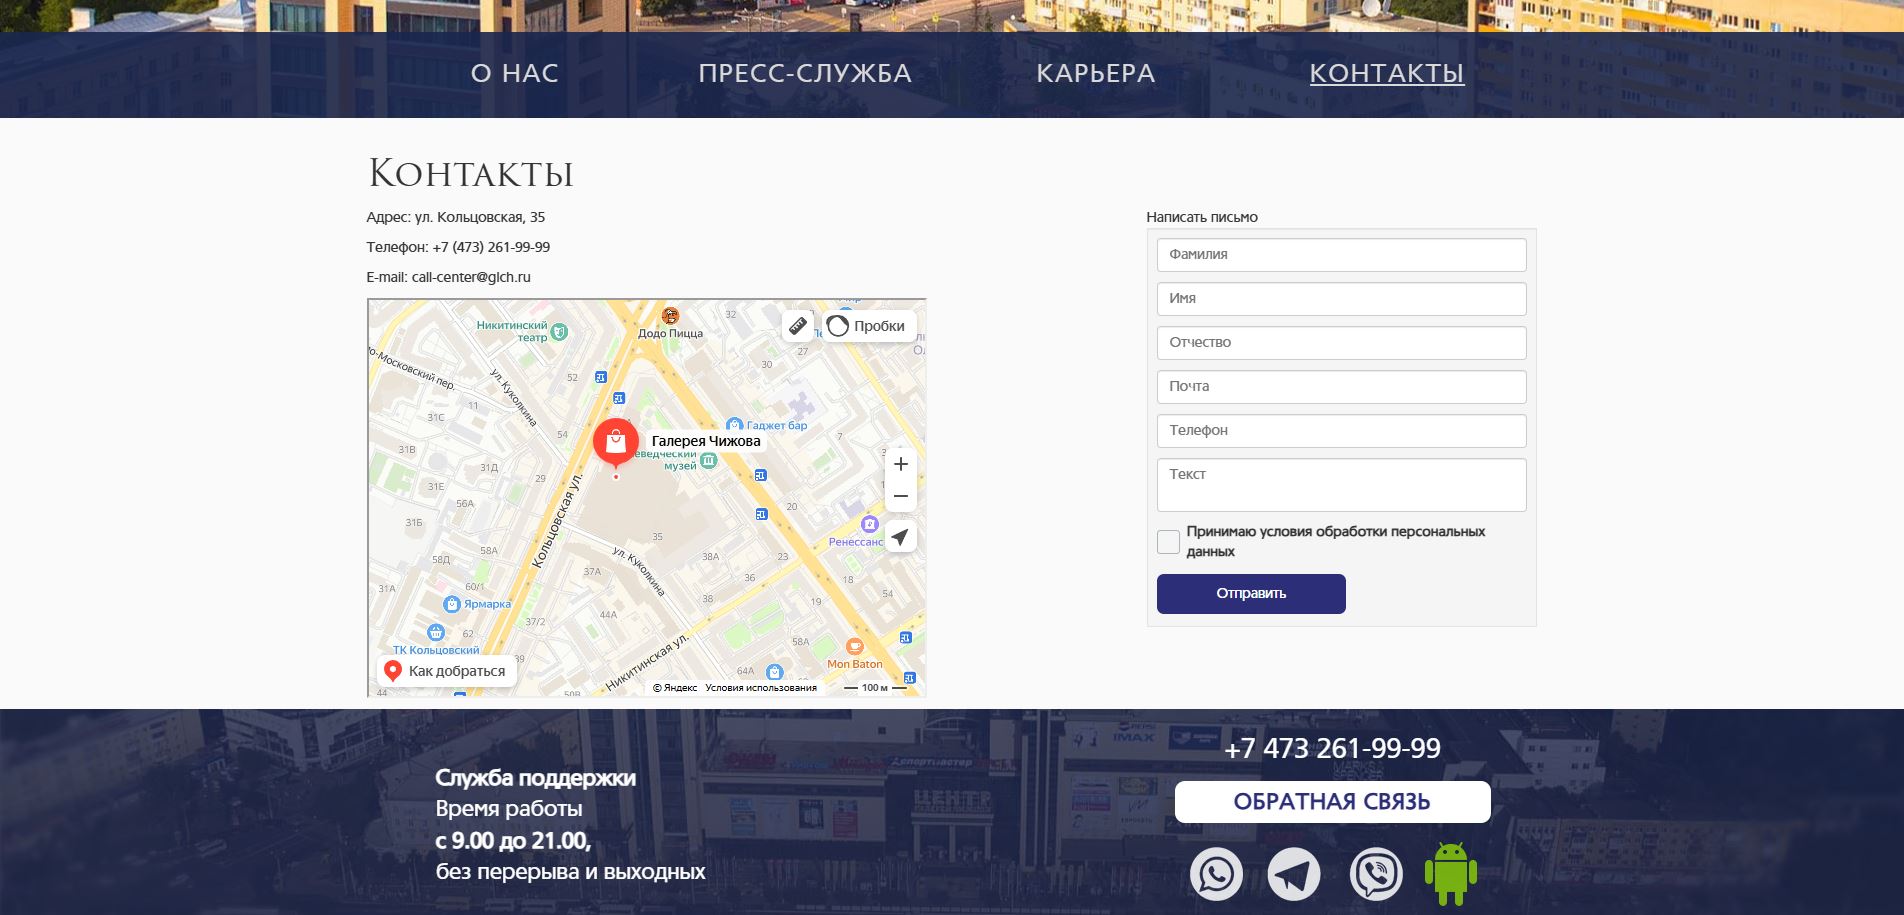 О НАС
ПРЕСС-СЛУЖБА
КАРЬЕРА
КОНТАКТЫ
Контакты
Адрес: ул. Кольцовская, 35
Телефон: +7 (473) 261-99-99
E-mail: call-center@glch.ru
Никитинский
театр
Додо Пицца
32
Пробки
30
27
о-Московский пер.
ул. Куколкина
52
11
31С
54
Гаджет бар
Галерея Чижова
еведческий
музей
31Д
31Е
56А
31Б
Кольцовская ул.
20
Ренессанс
35
38А
23
58Д
ул. Куколкина
18
31А
60/1
37А
38
54
Ярмарка
36
19
37/2
ТК Кольцовский
Никитинская ул.
58А
Mon Baton
39
64А
Как добраться
44
50В
© Яндекс
Условия использования
100 м
Написать письмо
Фамилия
Имя
Отчество
Почта
Телефон
Текст
Принимаю условия обработки персональных
данных
Отправить
Служба поддержки
Время работы
с 9.00 до 21.00,
без перерыва и выходных
+7 473 261-99-99
ОБРАТНАЯ СВЯЗЬ
IMAX